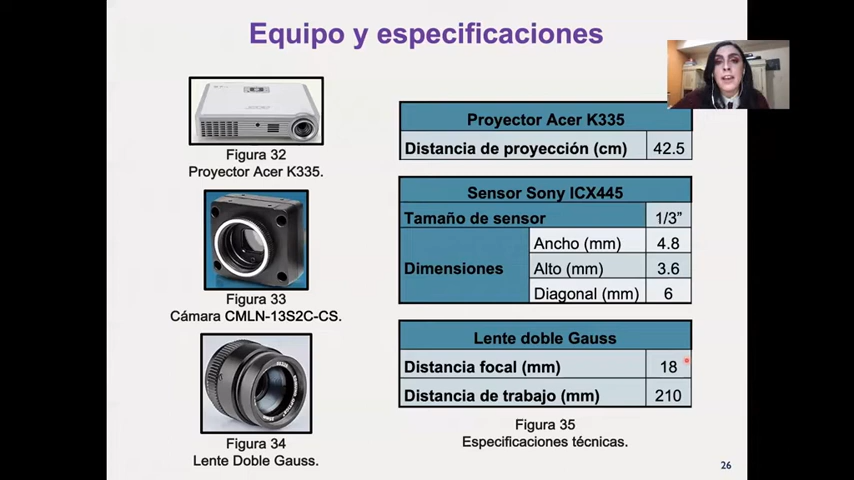 Equipo y especificaciones
Figura 32
Proyector Acer K335.
Figura 33
Cámara CMLN-13S2C-CS.
Figura 34
Lente Doble Gauss.
Proyector Acer K335
Distancia de proyección (cm) 42.5
Sensor Sony ICX445
Tamaño de sensor 1/3”
Dimensiones
Ancho (mm) 4.8
Alto (mm) 3.6
Diagonal (mm) 6
Lente doble Gauss
Distancia focal (mm) 18
Distancia de trabajo (mm) 210
Figura 35
Especificaciones técnicas.
26